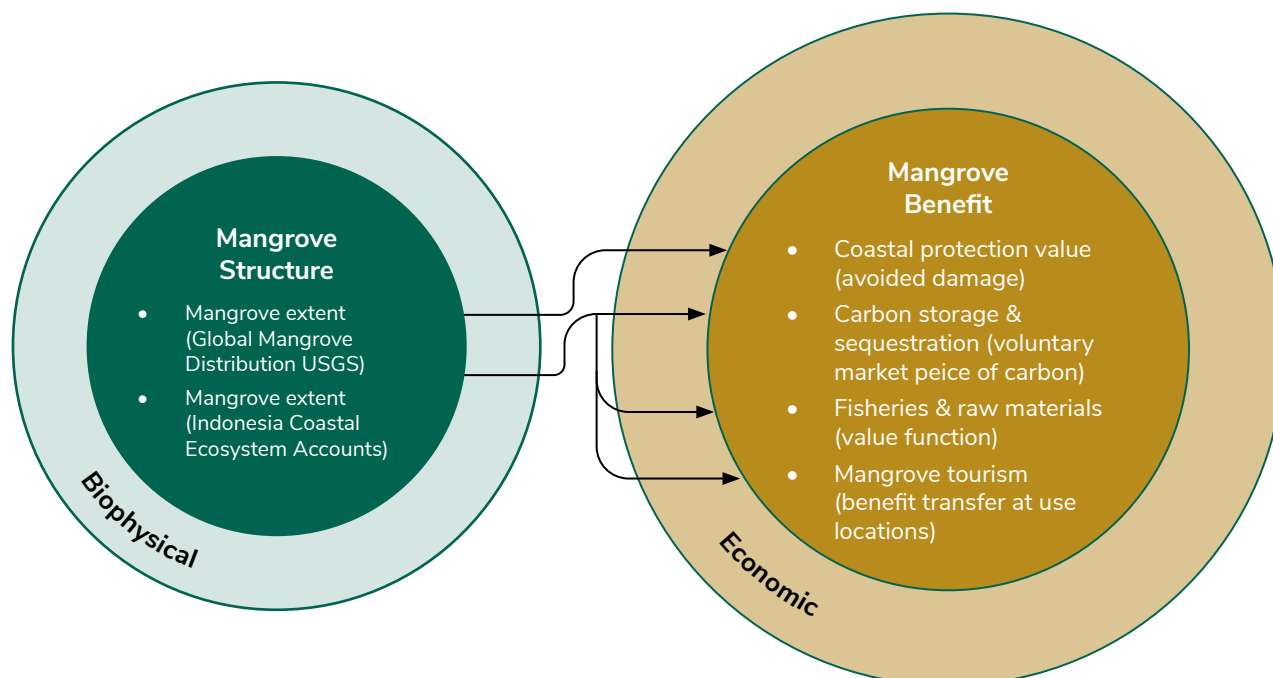 Mangrove
Structure
• Mangrove extent
(Global Mangrove
Distribution USGS)
• Mangrove extent
(Indonesia Coastal
Ecosystem Accounts)
Biophysical
Mangrove
Benefit
• Coastal protection value
(avoided damage)
• Carbon storage &
sequestration (voluntary
market peice of carbon)
• Fisheries & raw materials
(value function)
• Mangrove tourism
(benefit transfer at use
locations)
Economic